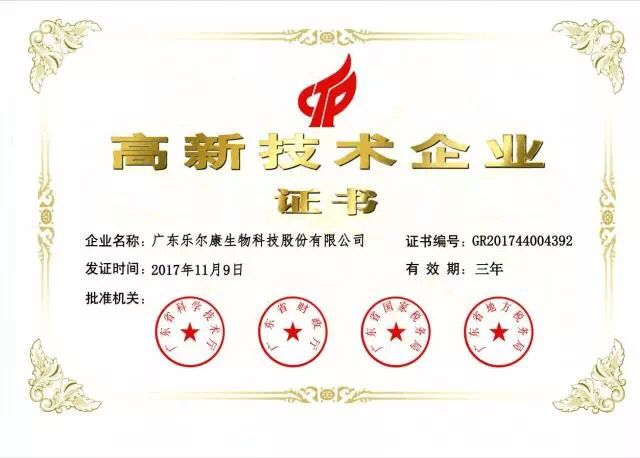 高新技术企业
证书
企业名称：广东乐尔康生物科技股份有限公司
证书编号：GR201744004392
发证时间：2017年11月9日
有效期：三年
批准机关：
广东省科学技术厅
广东省财政厅
广东省国家税务局
广东省地方税务局